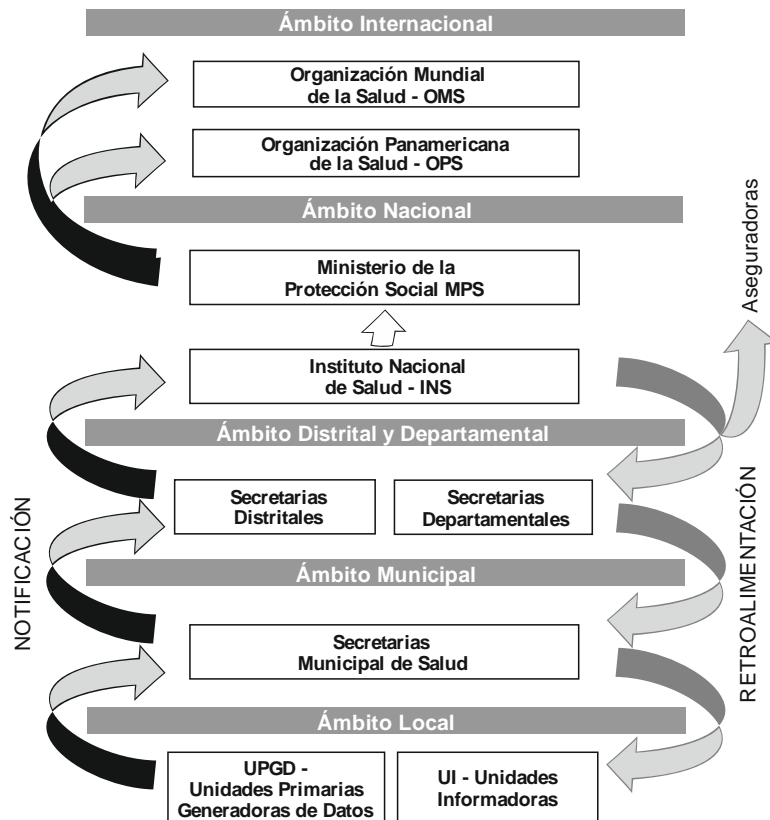 Ámbito Internacional
Organización Mundial
de la Salud - OMS
Organización Panamericana
de la Salud - OPS
Ámbito Nacional
Ministerio de la
Protección Social MPS
Aseguradoras
Instituto Nacional
de Salud - INS
Ámbito Distrital y Departamental
Secretarias
Distritales
Secretarias
Departamentales
NOTIFICACIÓN
RETROALIMENTACIÓN
Ámbito Municipal
Secretarias
Municipal de Salud
Ámbito Local
UPGD -
Unidades Primarias
Generadoras de Datos
UI - Unidades
Informadoras